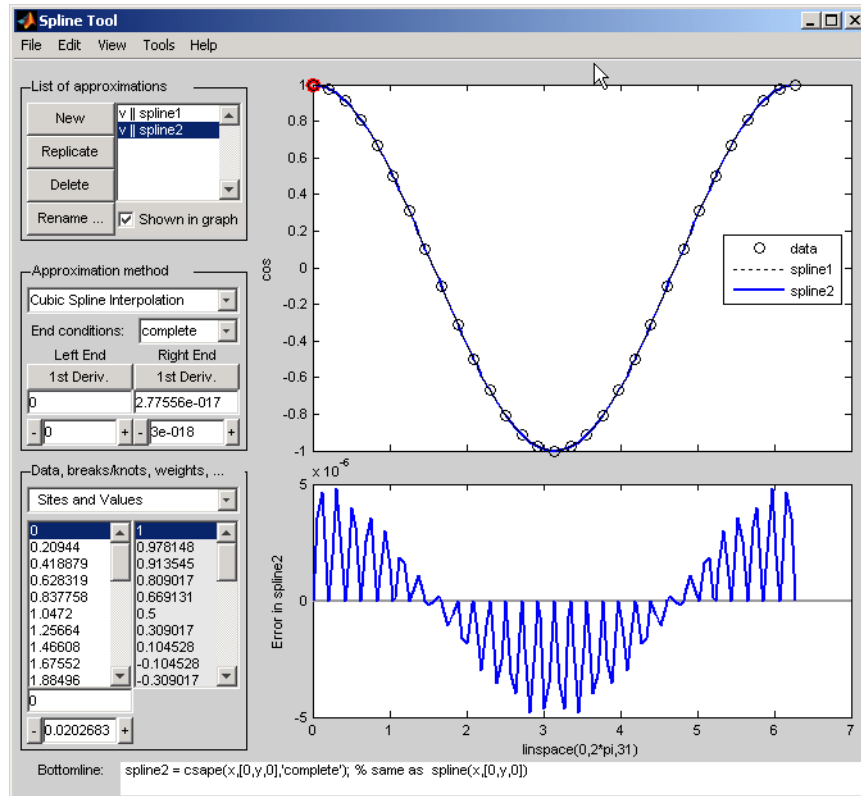 Spline Tool
File Edit View Tools Help
List of approximations
New
Replicate
Delete
Rename ...
v || spline1
v || spline2
Shown in graph
Approximation method
Cubic Spline Interpolation
End conditions: complete
Left End Right End
1st Deriv. 1st Deriv.
0 2.77556e-017
- 0 + - 3e-018 +
Data, breaks/knots, weights, ...
Sites and Values
0 1
0.20944 0.978148
0.418879 0.913545
0.628319 0.809017
0.837758 0.669131
1.0472 0.5
1.25664 0.309017
1.46608 0.104528
1.67552 -0.104528
1.88496 -0.309017
0
- 0.0202683 +
cos
1
0.8
0.6
0.4
0.2
0
-0.2
-0.4
-0.6
-0.8
-1
data
spline1
spline2
x 10^-6
Error in spline2
5
0
-5
0 1 2 3 4 5 6 7
linspace(0,2*pi,31)
Bottomline: spline2 = csape(x,[0,y,0],'complete'); % same as spline(x,[0,y,0])